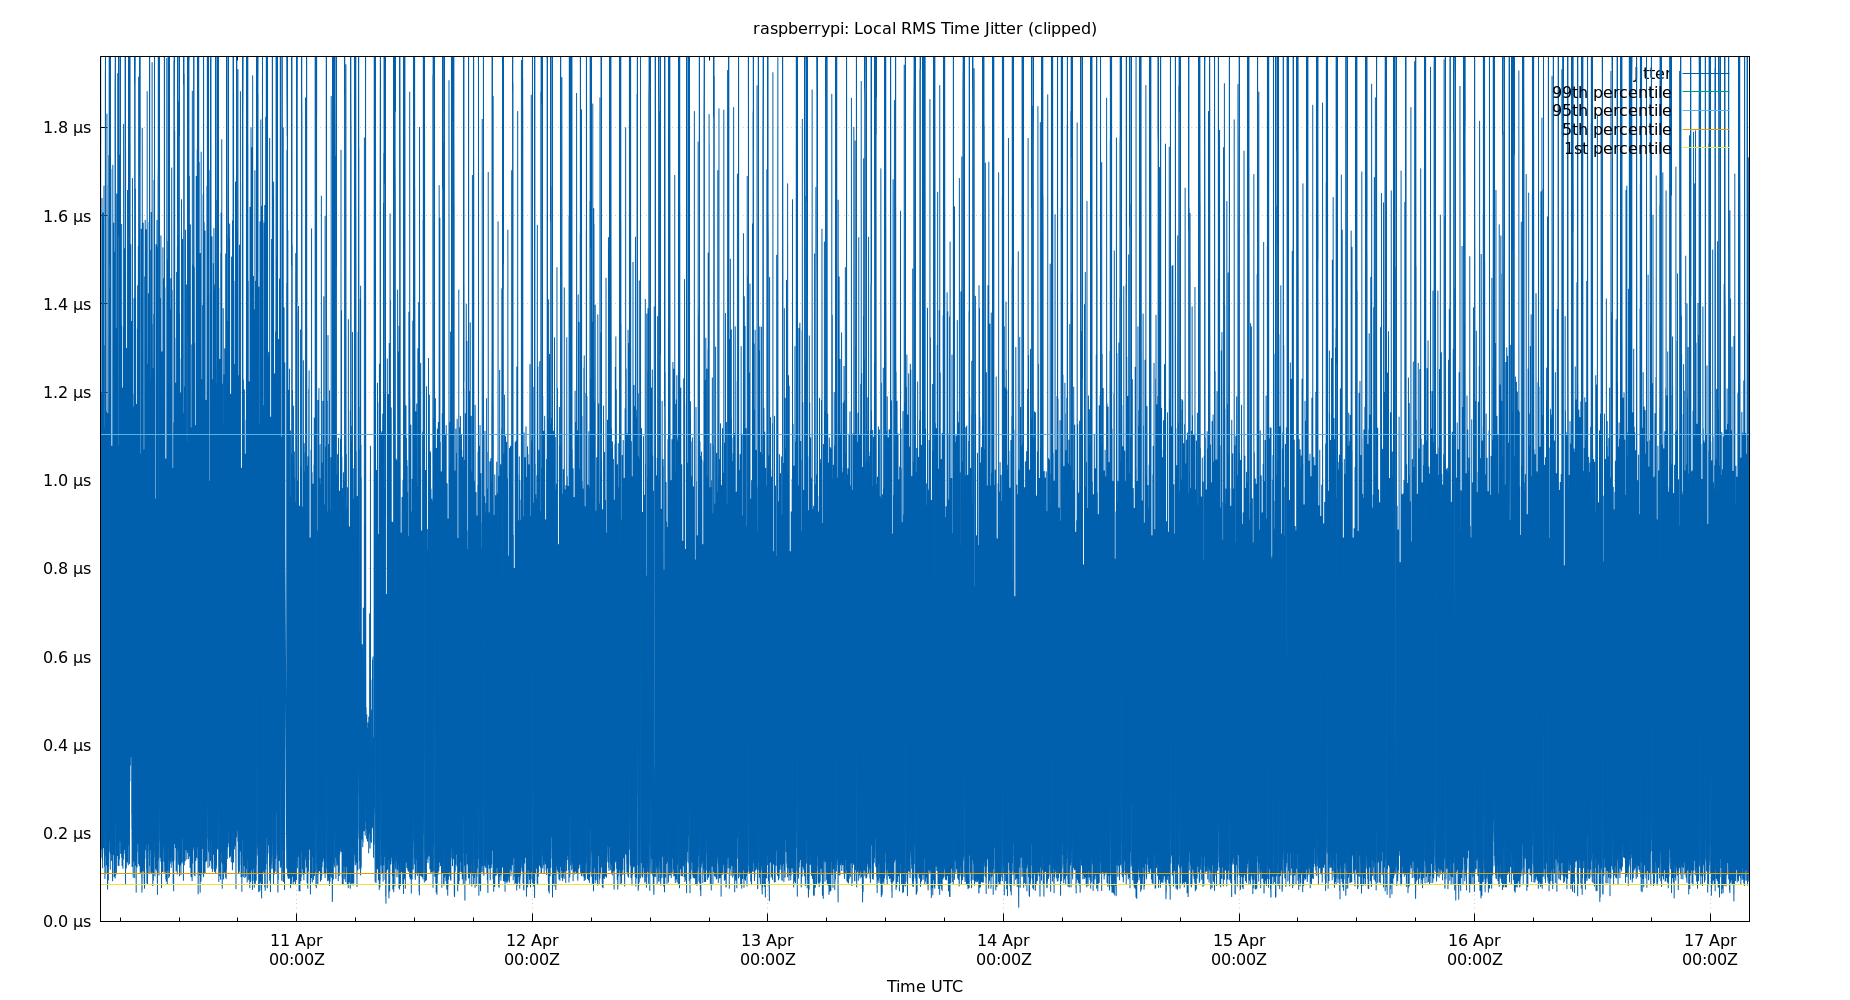 raspberrypi: Local RMS Time Jitter (clipped)
jitter
99th percentile
95th percentile
5th percentile
1st percentile
1.8 µs
1.6 µs
1.4 µs
1.2 µs
1.0 µs
0.8 µs
0.6 µs
0.4 µs
0.2 µs
0.0 µs
11 Apr 12 Apr 13 Apr 14 Apr 15 Apr 16 Apr 17 Apr
00:00Z 00:00Z 00:00Z 00:00Z 00:00Z 00:00Z 00:00Z
Time UTC